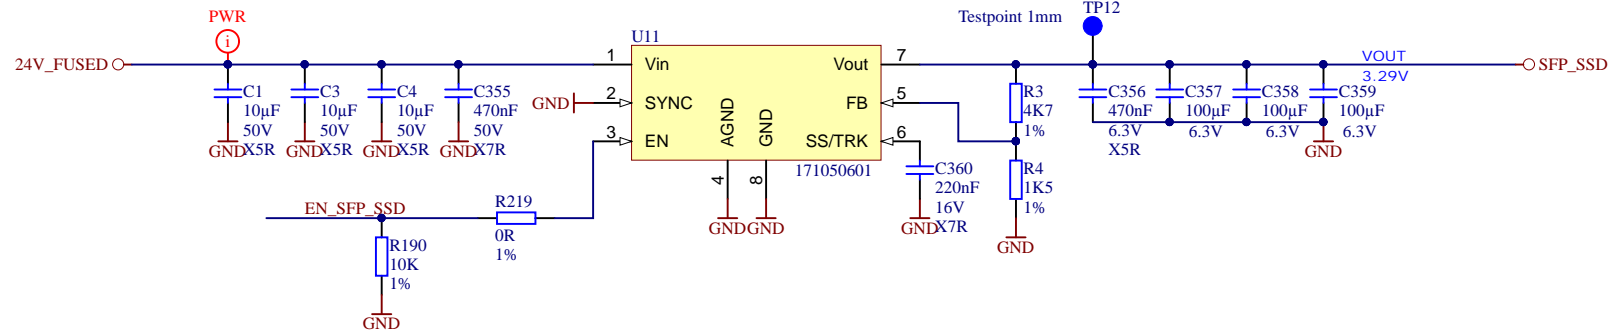 PWR
24V_FUSED
C1
10µF
50V
X5R
GND
C3
10µF
50V
X5R
GND
C4
10µF
50V
X5R
GND
C355
470nF
50V
X7R
GND
U11
1
Vin
GND
2
SYNC
3
EN
AGND
GND
4
8
GND
GND
Vout
7
FB
5
SS/TRK
6
171050601
EN_SFP_SSD
R219
0R
1%
R190
10K
1%
GND
C360
220nF
16V
X7R
GND
R3
4K7
1%
R4
1K5
1%
GND
Testpoint 1mm
TP12
C356
470nF
6.3V
X5R
C357
100µF
6.3V
C358
100µF
6.3V
C359
100µF
6.3V
GND
VOUT
3.29V
SFP_SSD